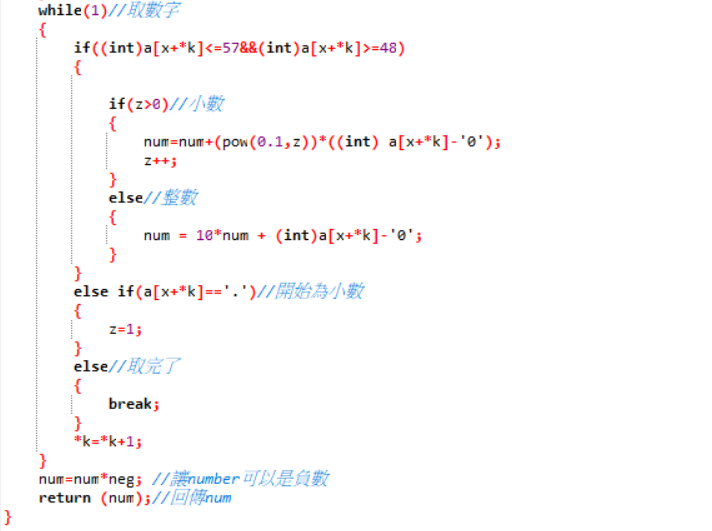 while(1)//取數字
{
if((int)a[x+*k]<=57&&(int)a[x+*k]>=48)
{
if(z>0)//小數
{
num=num+(pow(0.1,z))*((int) a[x+*k]-'0');
z++;
}
else//整數
{
num = 10*num + (int)a[x+*k]-'0';
}
}
else if(a[x+*k]=='.')//開始為小數
{
z=1;
}
else//取完了
{
break;
}
*k=*k+1;
}
num=num*neg; //讓number可以是負數
return (num);//回傳num
}